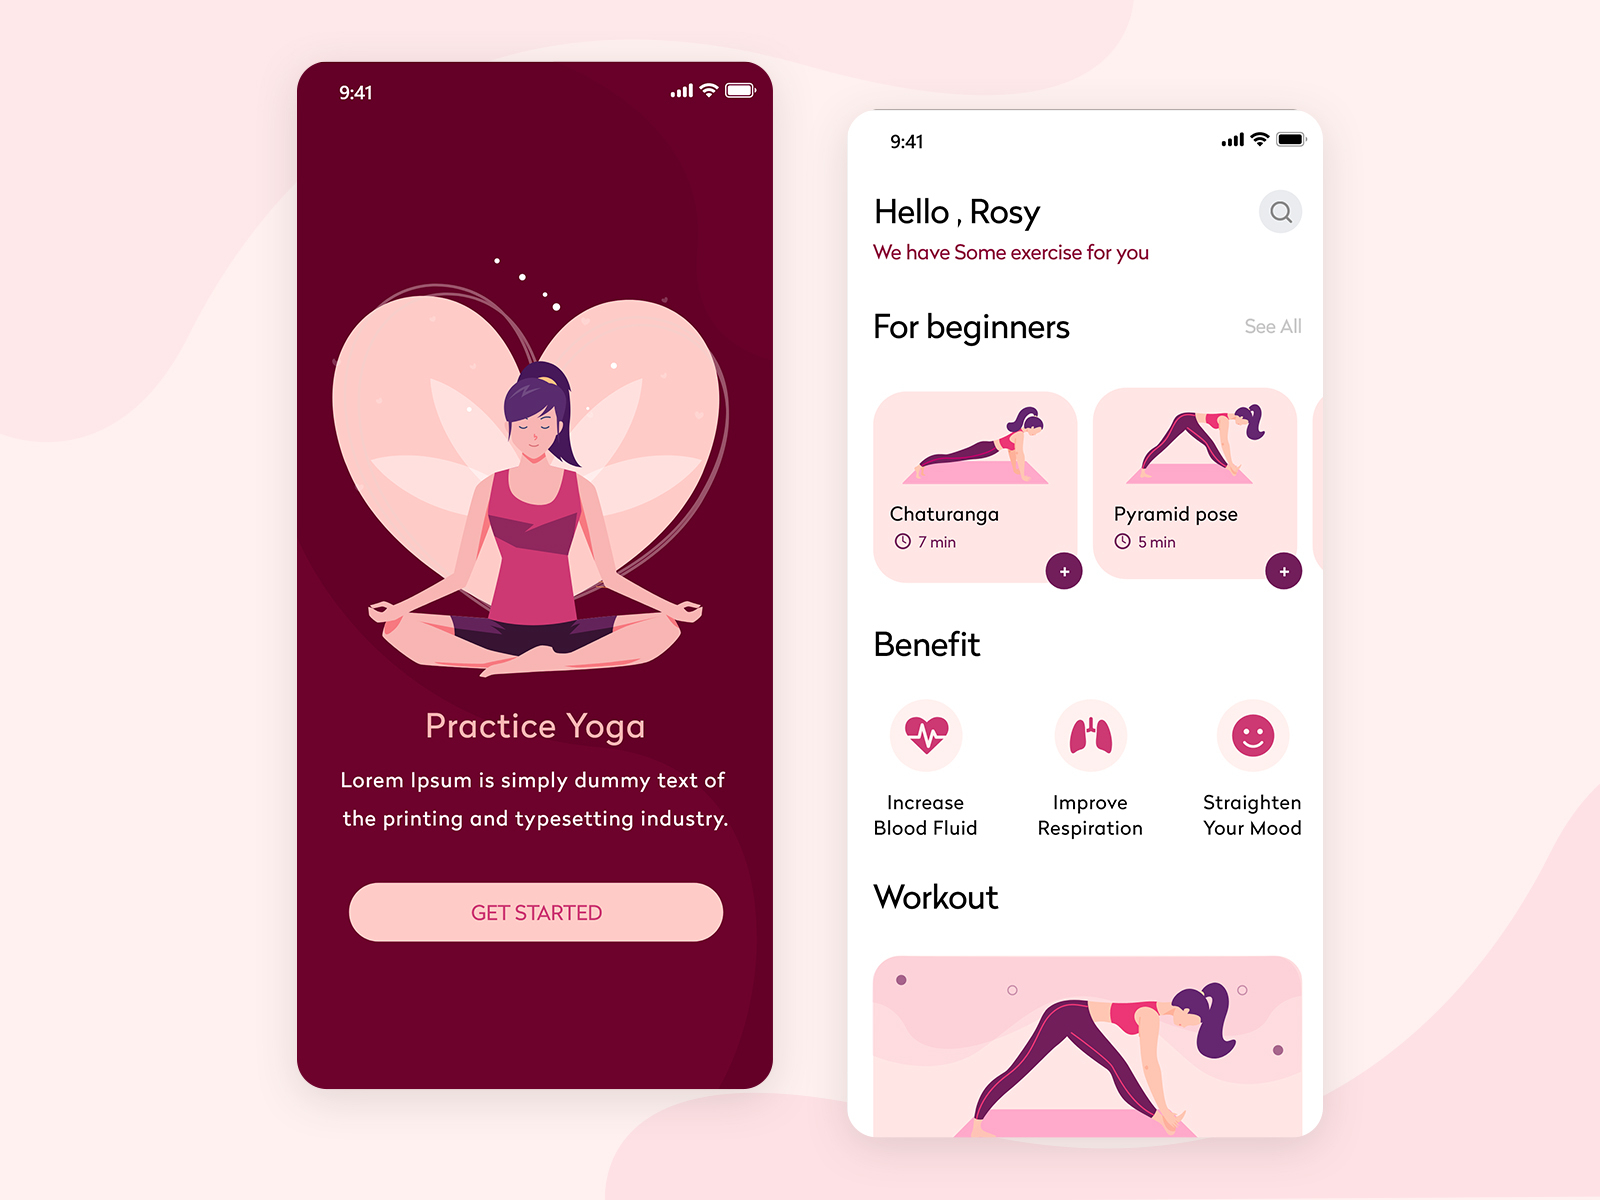 9:41
Practice Yoga
Lorem Ipsum is simply dummy text of
the printing and typesetting industry.
GET STARTED
9:41
Hello , Rosy
We have Some exercise for you
For beginners
See All
Chaturanga
7 min
+
Pyramid pose
5 min
+
Benefit
Increase
Blood Fluid
Improve
Respiration
Straighten
Your Mood
Workout